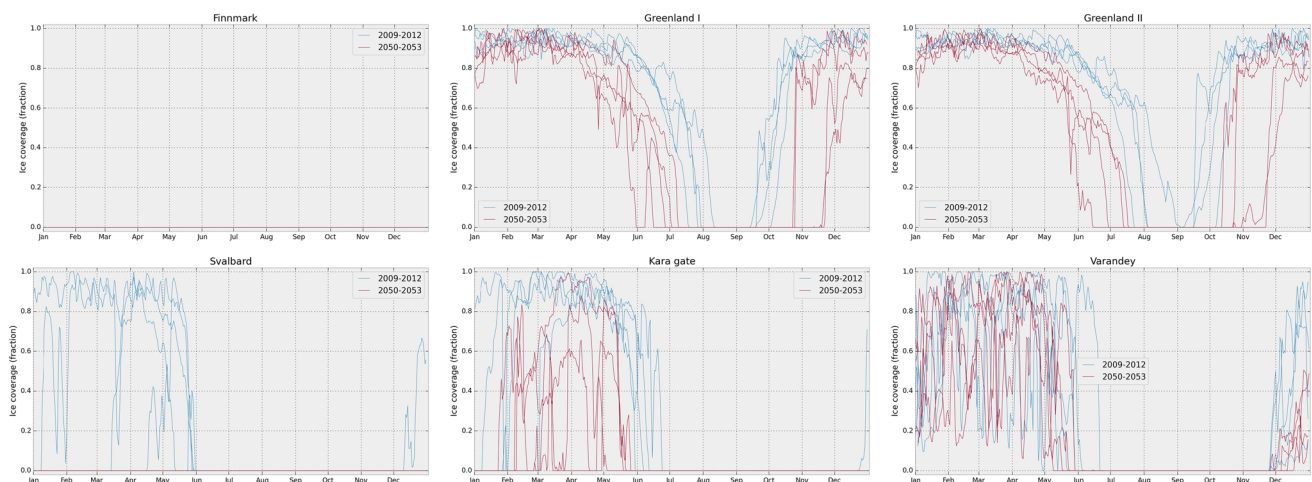 Finnmark
Ice coverage (fraction)
1.0
0.8
0.6
0.4
0.2
0.0
2009-2012
2050-2053
Jan Feb Mar Apr May Jun Jul Aug Sep Oct Nov Dec
Greenland I
Ice coverage (fraction)
1.0
0.8
0.6
0.4
0.2
0.0
2009-2012
2050-2053
Jan Feb Mar Apr May Jun Jul Aug Sep Oct Nov Dec
Greenland II
Ice coverage (fraction)
1.0
0.8
0.6
0.4
0.2
0.0
2009-2012
2050-2053
Jan Feb Mar Apr May Jun Jul Aug Sep Oct Nov Dec
Svalbard
Ice coverage (fraction)
1.0
0.8
0.6
0.4
0.2
0.0
2009-2012
2050-2053
Jan Feb Mar Apr May Jun Jul Aug Sep Oct Nov Dec
Kara gate
Ice coverage (fraction)
1.0
0.8
0.6
0.4
0.2
0.0
2009-2012
2050-2053
Jan Feb Mar Apr May Jun Jul Aug Sep Oct Nov Dec
Varandey
Ice coverage (fraction)
1.0
0.8
0.6
0.4
0.2
0.0
2009-2012
2050-2053
Jan Feb Mar Apr May Jun Jul Aug Sep Oct Nov Dec